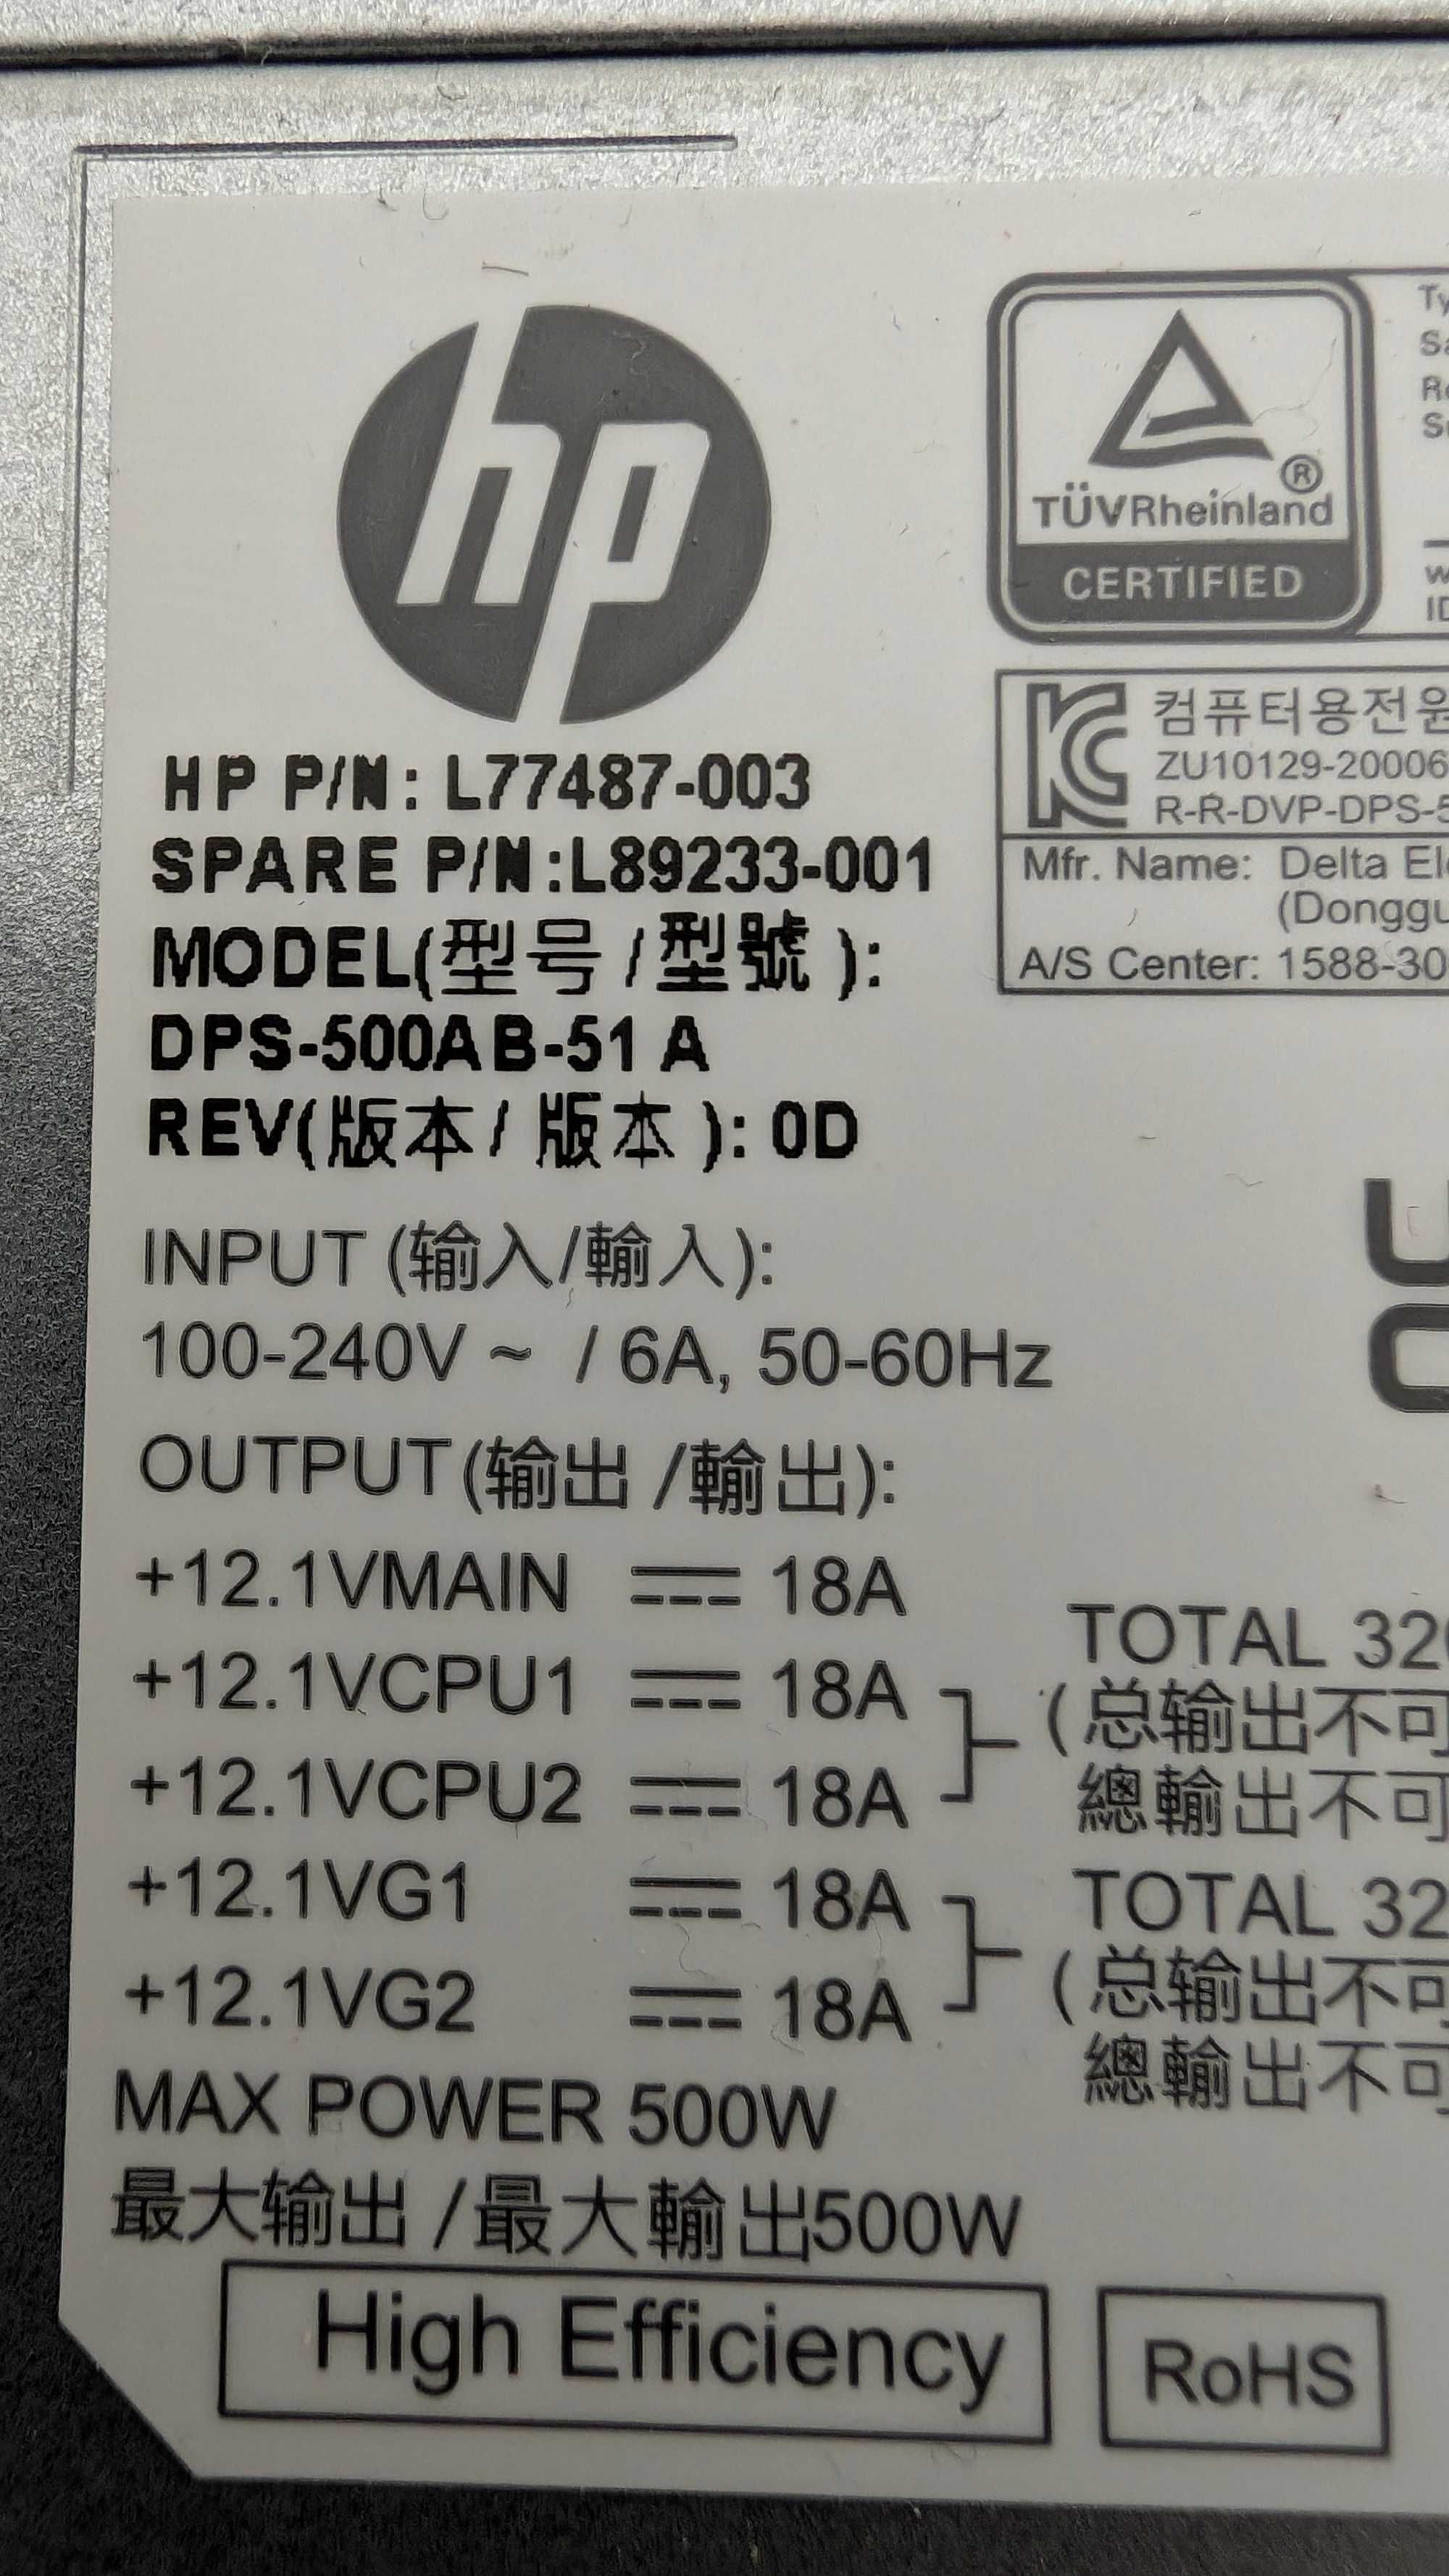 hp
HP P/N: L77487-003
SPARE P/N:L89233-001
MODEL(型号/型號):
DPS-500AB-51 A
REV(版本/版本): 0D
INPUT (输入/輸入):
100-240V ~ / 6A, 50-60Hz
OUTPUT(输出/輸出):
+12.1VMAIN ⎓ 18A
+12.1VCPU1 ⎓ 18A
+12.1VCPU2 ⎓ 18A
+12.1VG1 ⎓ 18A
+12.1VG2 ⎓ 18A
MAX POWER 500W
最大输出/最大輸出500W
High Efficiency
RoHS
TÜVRheinland®
CERTIFIED
컴퓨터용전원
ZU10129-20006
R-R-DVP-DPS-5
Mfr. Name: Delta
(Donggu
A/S Center: 1588-30
TOTAL 32
(总输出不可
總輸出不可
TOTAL 32
(总输出不可
總輸出不可